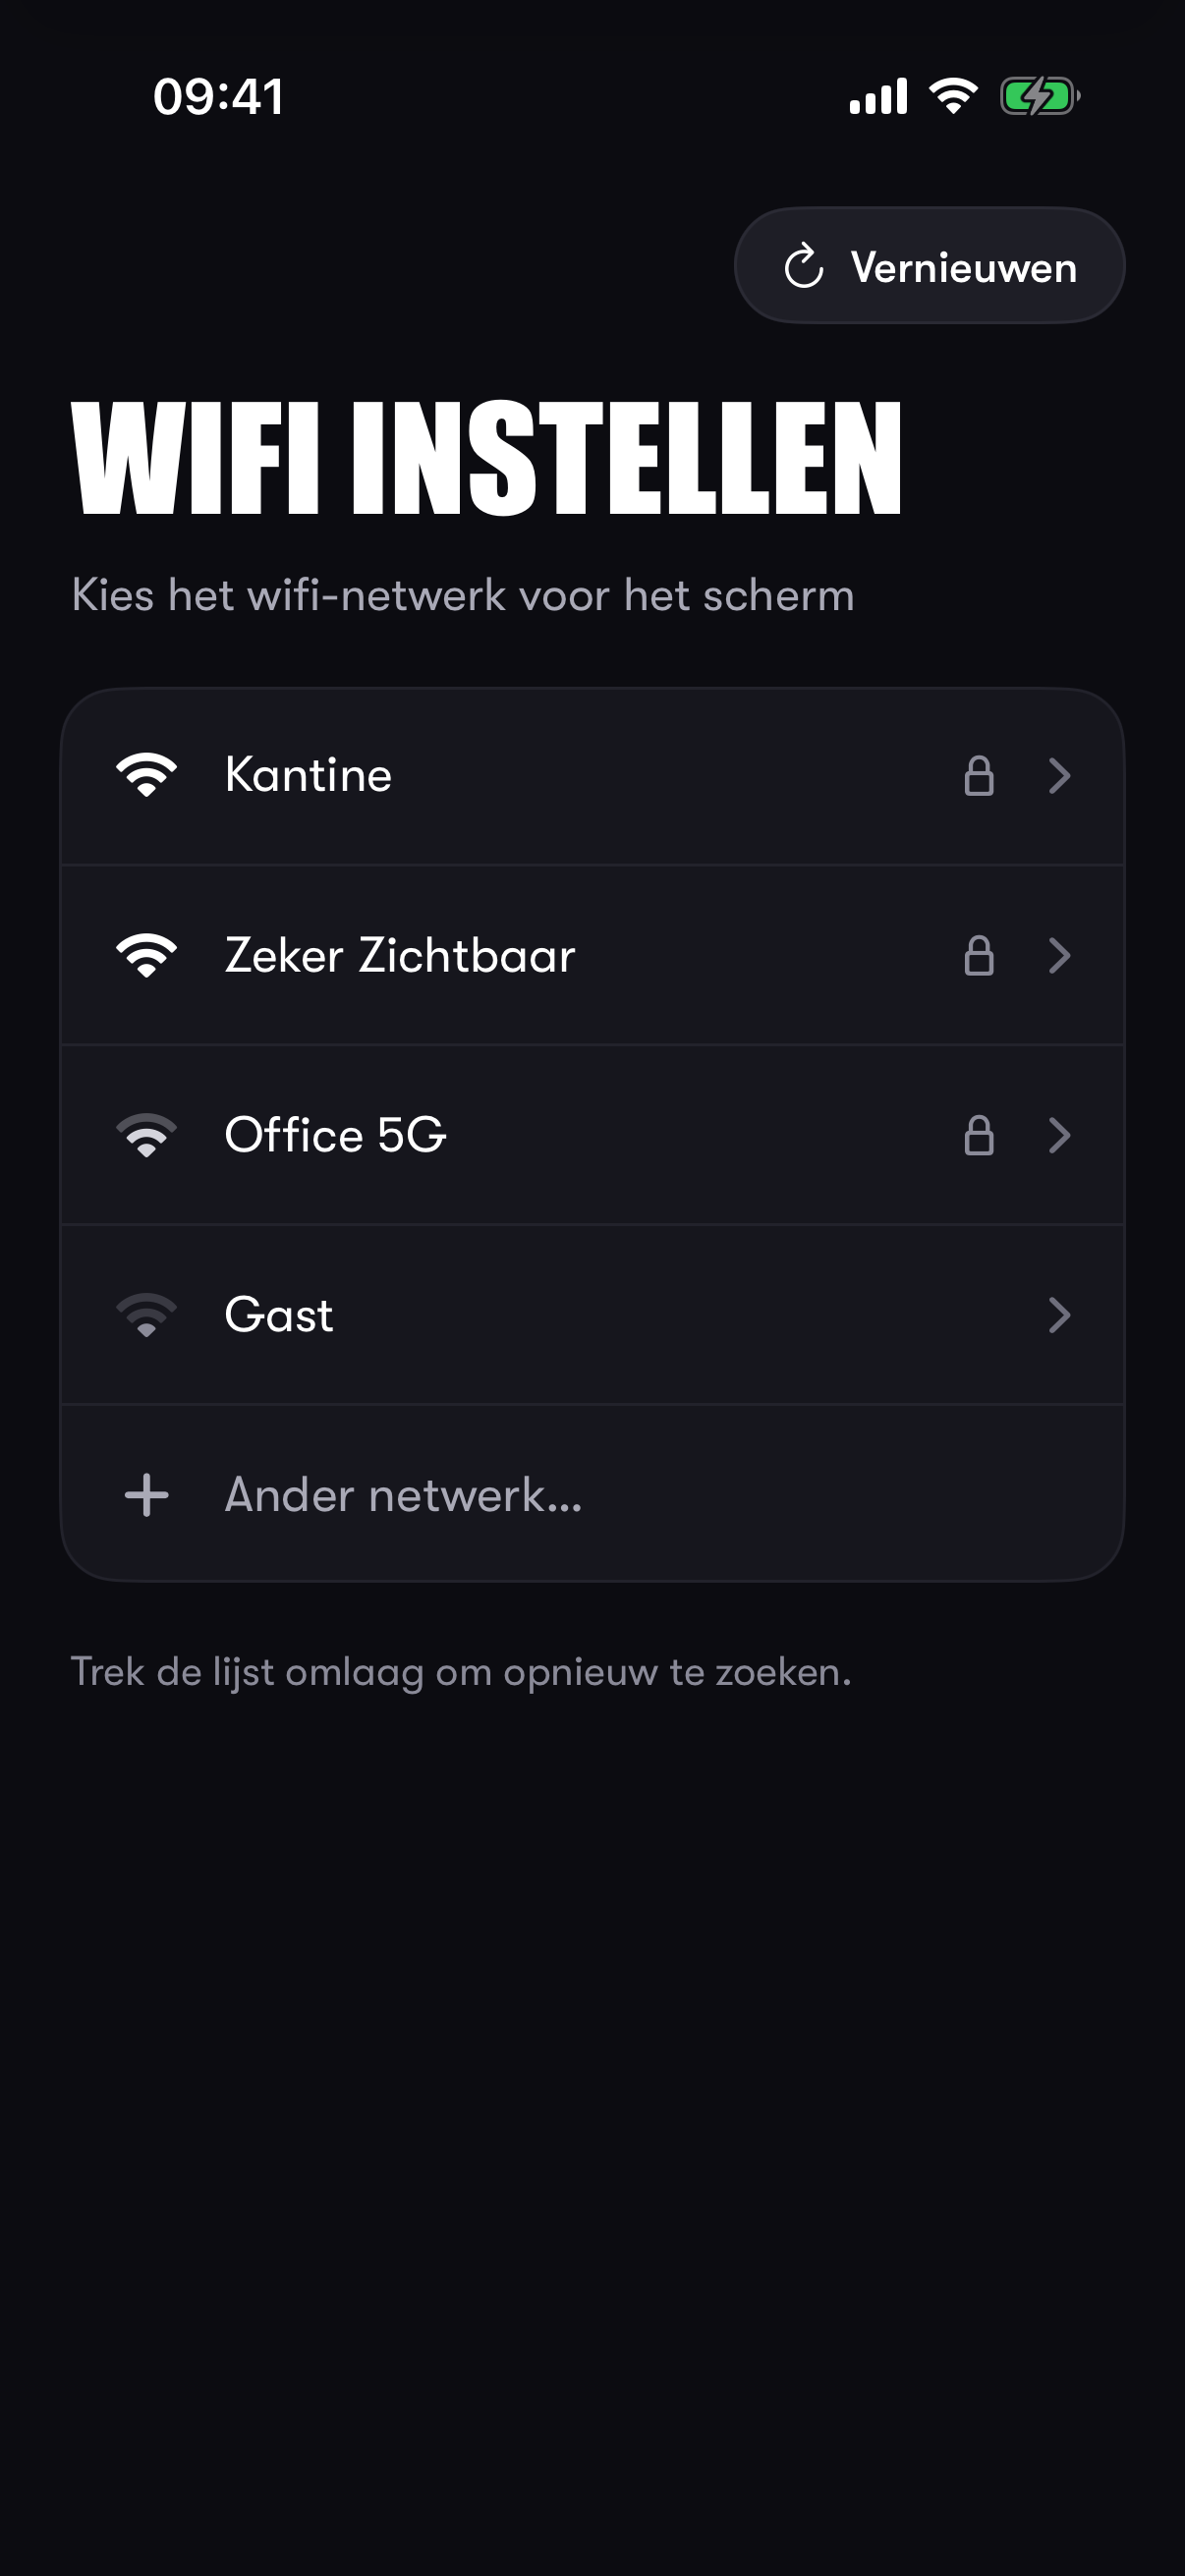 09:41
Vernieuwen
WIFI INSTELLEN
Kies het wifi-netwerk voor het scherm
Kantine
Zeker Zichtbaar
Office 5G
Gast
Ander netwerk...
Trek de lijst omlaag om opnieuw te zoeken.